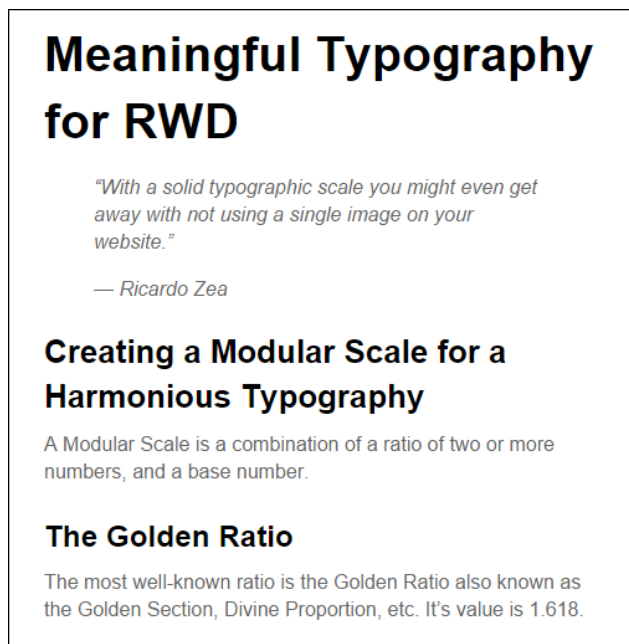 Meaningful Typography
for RWD
“With a solid typographic scale you might even get
away with not using a single image on your
website.”
— Ricardo Zea
Creating a Modular Scale for a
Harmonious Typography
A Modular Scale is a combination of a ratio of two or more
numbers, and a base number.
The Golden Ratio
The most well-known ratio is the Golden Ratio also known as
the Golden Section, Divine Proportion, etc. It’s value is 1.618.